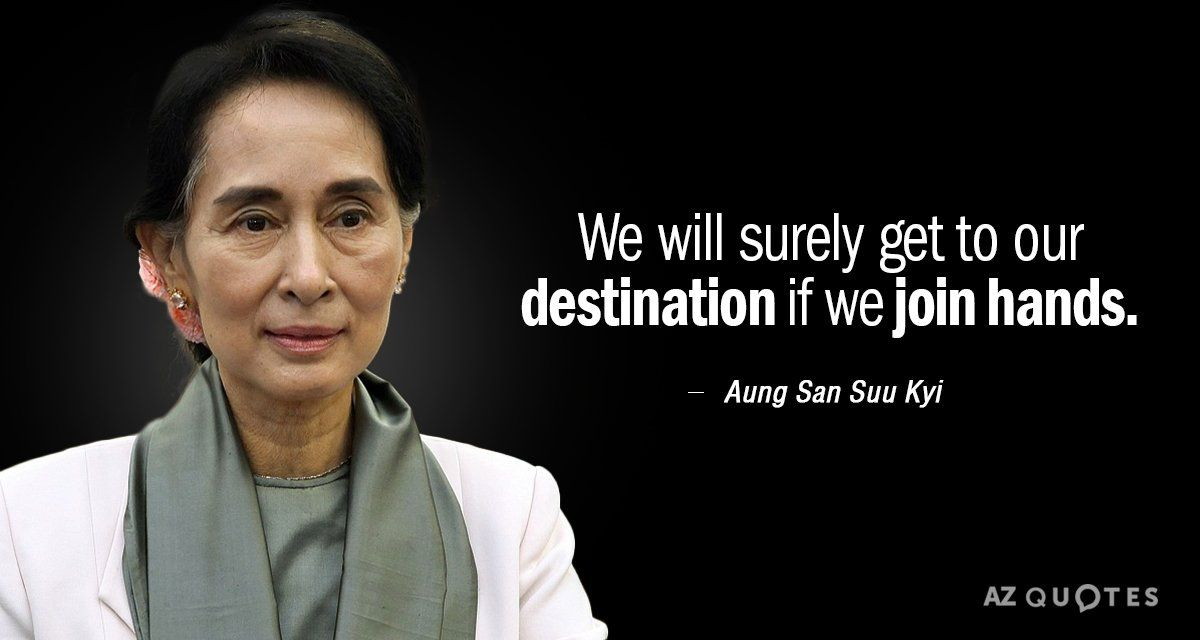 We will surely get to our
destination if we join hands.
— Aung San Suu Kyi
AZ QUOTES